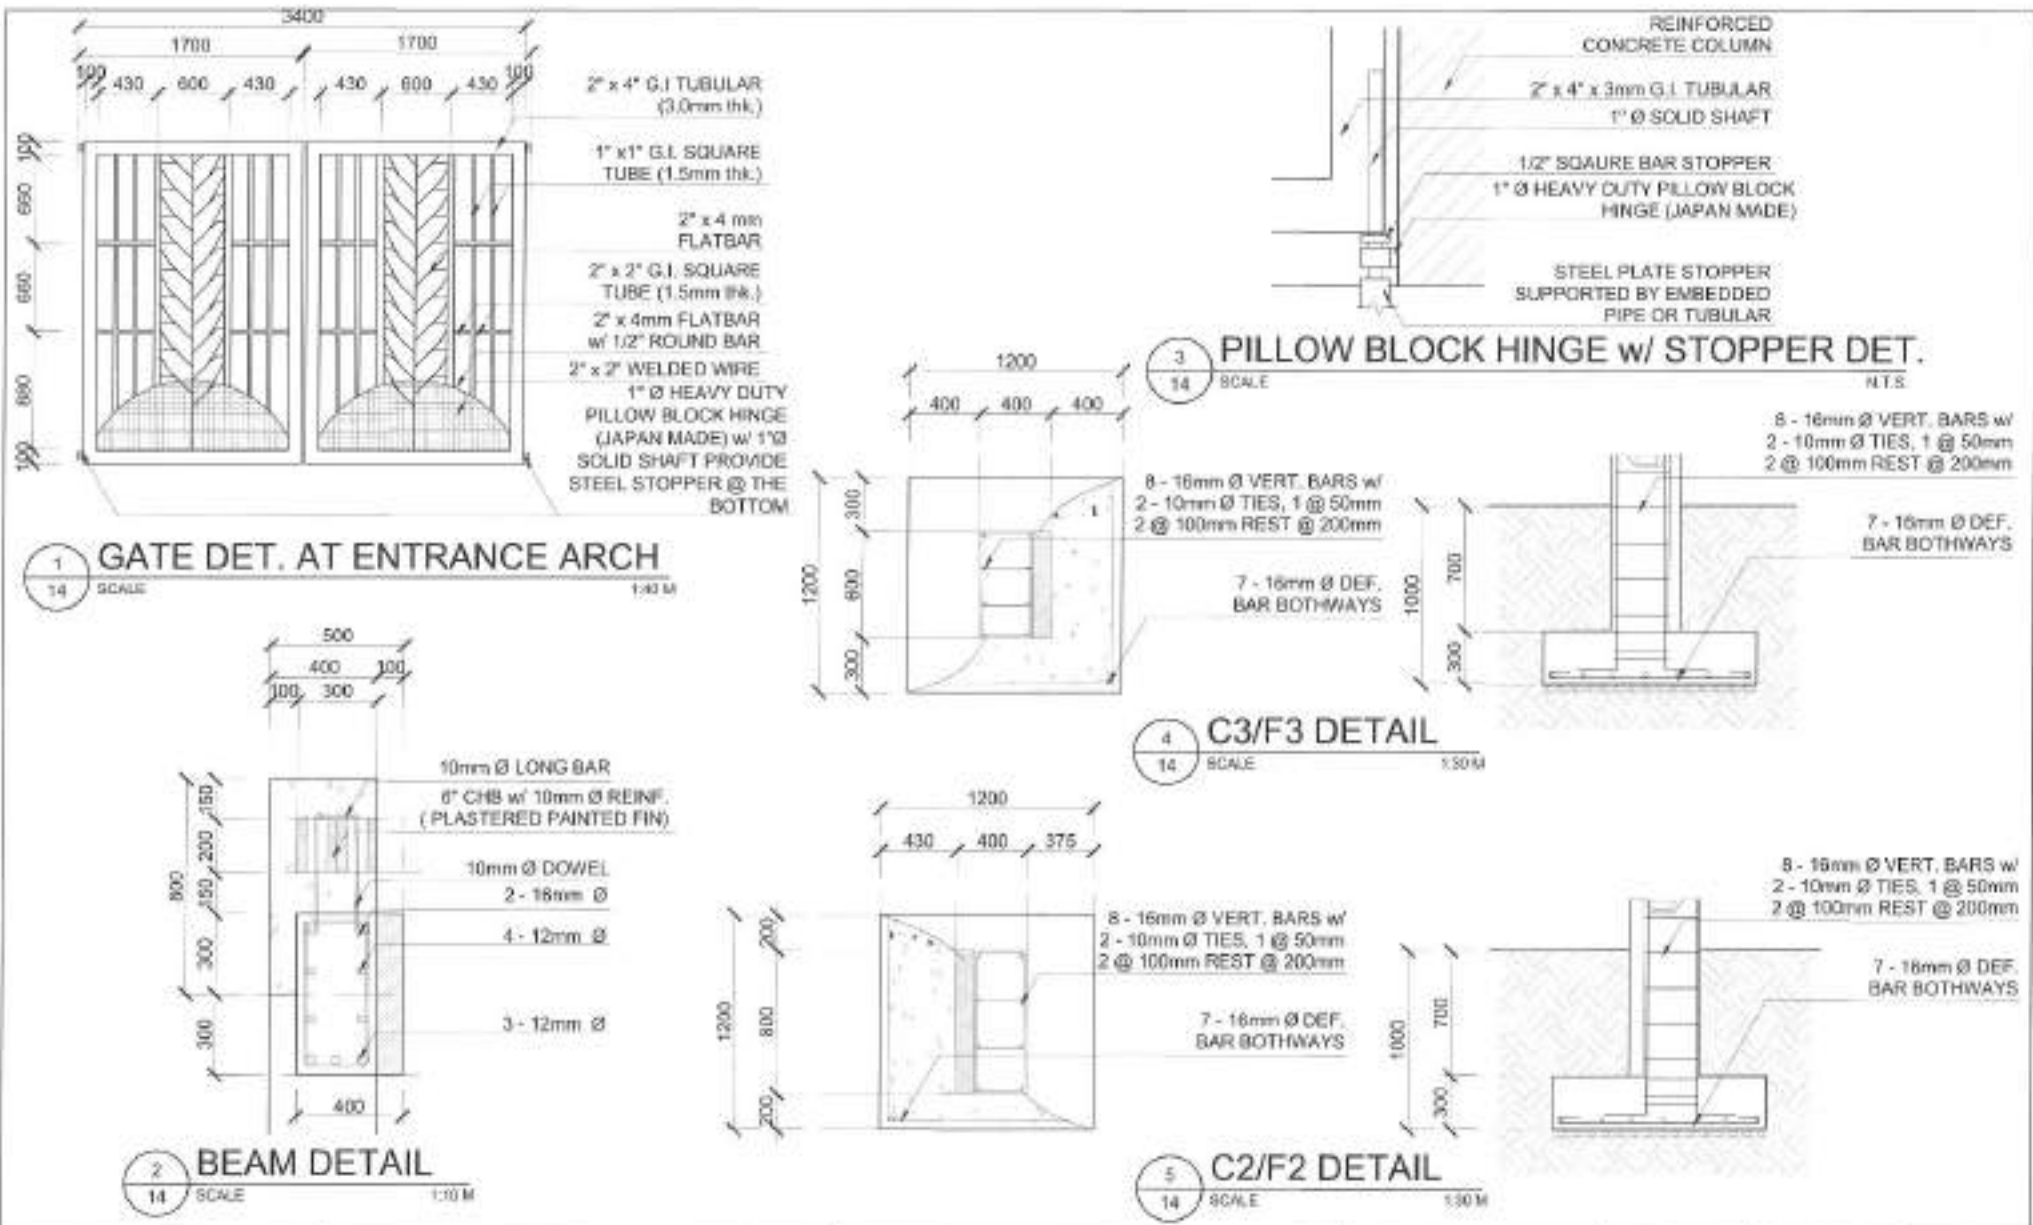 3400
1700
1700
100
430
600
430
430
600
430
100
100
660
660
880
100
2" x 4" G.I TUBULAR
(3.0mm thk.)
1" x1" G.I. SQUARE
TUBE (1.5mm thk.)
2" x 4 mm
FLATBAR
2" x 2" G.I. SQUARE
TUBE (1.5mm thk.)
2" x 4mm FLATBAR
w/ 1/2" ROUND BAR
2" x 2" WELDED WIRE
1" Ø HEAVY DUTY
PILLOW BLOCK HINGE
(JAPAN MADE) w/ 1"Ø
SOLID SHAFT PROVIDE
STEEL STOPPER @ THE
BOTTOM
1
14
GATE DET. AT ENTRANCE ARCH
SCALE
1:40 M
REINFORCED
CONCRETE COLUMN
2" x 4" x 3mm G.I. TUBULAR
1" Ø SOLID SHAFT
1/2" SQAURE BAR STOPPER
1" Ø HEAVY DUTY PILLOW BLOCK
HINGE (JAPAN MADE)
STEEL PLATE STOPPER
SUPPORTED BY EMBEDDED
PIPE OR TUBULAR
3
14
PILLOW BLOCK HINGE w/ STOPPER DET.
SCALE
N.T.S.
500
400
100
100
300
800
150
200
150
300
300
400
10mm Ø LONG BAR
6" CHB w/ 10mm Ø REINF.
( PLASTERED PAINTED FIN)
10mm Ø DOWEL
2 - 16mm Ø
4 - 12mm Ø
3 - 12mm Ø
2
14
BEAM DETAIL
SCALE
1:10 M
1200
400
400
400
1200
300
600
300
8 - 16mm Ø VERT. BARS w/
2 - 10mm Ø TIES, 1 @ 50mm
2 @ 100mm REST @ 200mm
7 - 16mm Ø DEF.
BAR BOTHWAYS
1000
700
300
8 - 16mm Ø VERT. BARS w/
2 - 10mm Ø TIES, 1 @ 50mm
2 @ 100mm REST @ 200mm
7 - 16mm Ø DEF.
BAR BOTHWAYS
4
14
C3/F3 DETAIL
SCALE
1:30 M
1200
430
400
375
1200
200
800
200
8 - 16mm Ø VERT. BARS w/
2 - 10mm Ø TIES, 1 @ 50mm
2 @ 100mm REST @ 200mm
7 - 16mm Ø DEF.
BAR BOTHWAYS
1000
700
300
8 - 16mm Ø VERT. BARS w/
2 - 10mm Ø TIES, 1 @ 50mm
2 @ 100mm REST @ 200mm
7 - 16mm Ø DEF.
BAR BOTHWAYS
5
14
C2/F2 DETAIL
SCALE
1:30 M